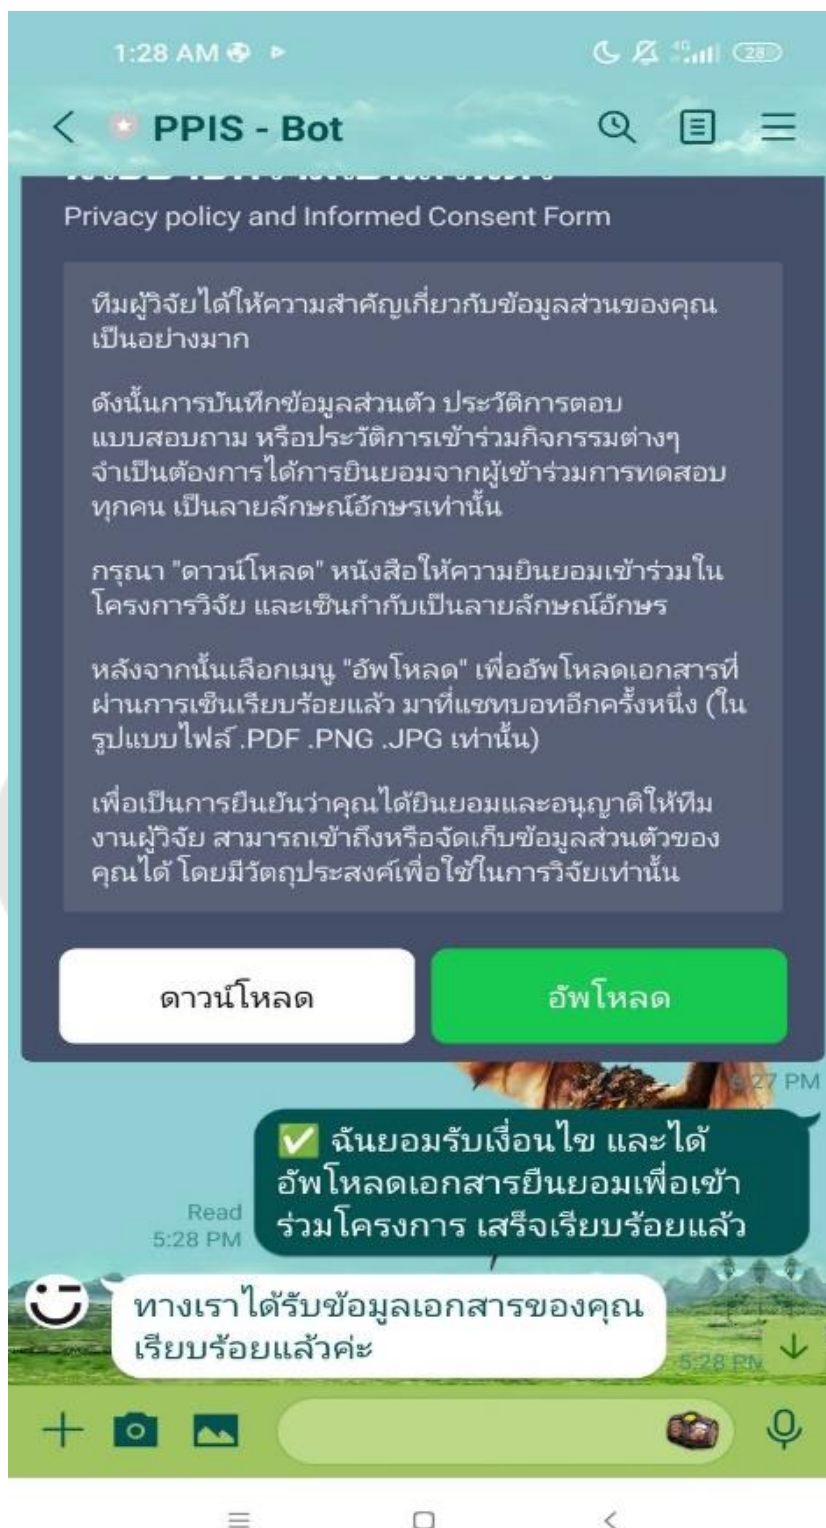 1:28 AM
4G
28
PPIS - Bot
Privacy policy and Informed Consent Form
ทีมผู้วิจัยได้ให้ความสำคัญเกี่ยวกับข้อมูลส่วนของคุณ
เป็นอย่างมาก
ดังนั้นการบันทึกข้อมูลส่วนตัว ประวัติการตอบ
แบบสอบถาม หรือประวัติการเข้าร่วมกิจกรรมต่างๆ
จำเป็นต้องการได้การยินยอมจากผู้เข้าร่วมการทดสอบ
ทุกคน เป็นลายลักษณ์อักษรเท่านั้น
กรุณา "ดาวน์โหลด" หนังสือให้ความยินยอมเข้าร่วมใน
โครงการวิจัย และเซ็นกำกับเป็นลายลักษณ์อักษร
หลังจากนั้นเลือกเมนู "อัพโหลด" เพื่ออัพโหลดเอกสารที่
ผ่านการเซ็นเรียบร้อยแล้ว มาที่แชทบอทอีกครั้งหนึ่ง (ใน
รูปแบบไฟล์ .PDF .PNG .JPG เท่านั้น)
เพื่อเป็นการยืนยันว่าคุณได้ยินยอมและอนุญาติให้ทีม
งานผู้วิจัย สามารถเข้าถึงหรือจัดเก็บข้อมูลส่วนตัวของ
คุณได้ โดยมีวัตถุประสงค์เพื่อใช้ในการวิจัยเท่านั้น
ดาวน์โหลด
อัพโหลด
5:27 PM
✅ ฉันยอมรับเงื่อนไข และได้
อัพโหลดเอกสารยืนยอมเพื่อเข้า
ร่วมโครงการ เสร็จเรียบร้อยแล้ว
Read
5:28 PM
ทางเราได้รับข้อมูลเอกสารของคุณ
เรียบร้อยแล้วค่ะ
5:28 PM